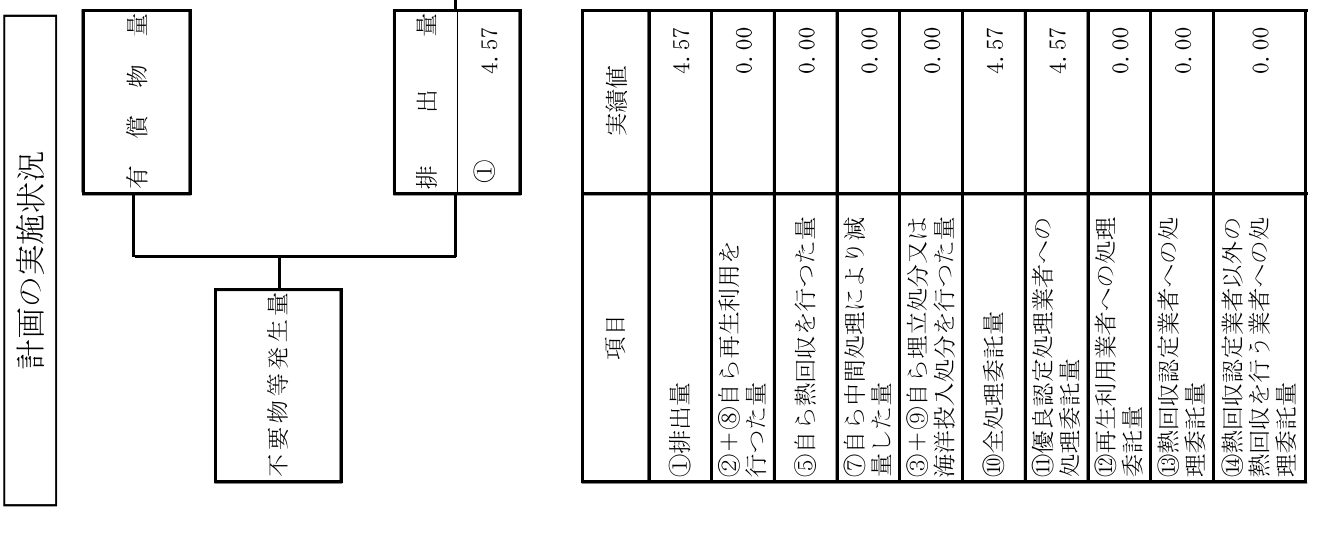 計画の実施状況
有償物量
不要物等発生量
排出量
① 4.57
項目 実績値
①排出量 4.57
②+⑧自ら再生利用を
行つた量 0.00
⑤自ら熱回収を行つた量 0.00
⑦自ら中間処理により減
量した量 0.00
③+⑨自ら埋立処分又は
海洋投入処分を行つた量 0.00
⑩全処理委託量 4.57
⑪優良認定処理業者への
処理委託量 4.57
⑫再生利用業者への処理
委託量 0.00
⑬熱回収認定業者への処
理委託量 0.00
⑭熱回収認定業者以外の
熱回収を行う業者への処
理委託量 0.00